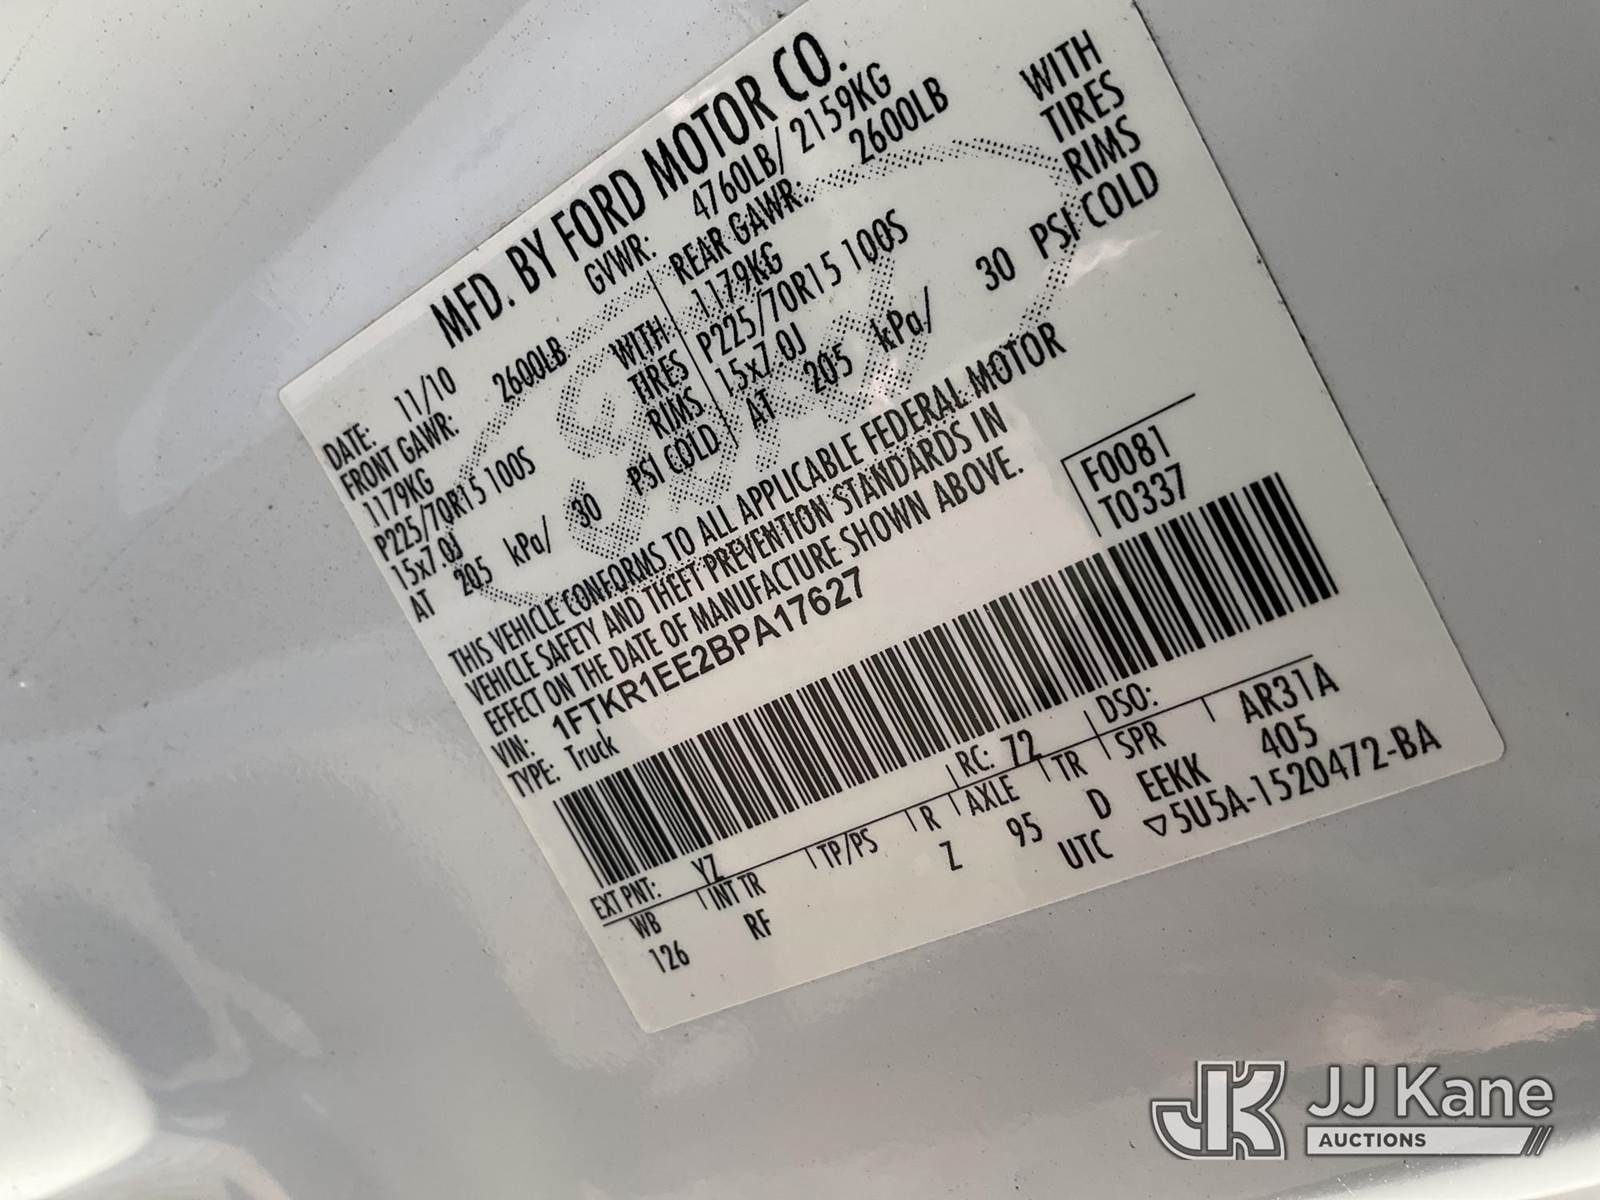 MFD. BY FORD MOTOR CO.
DATE: 11/10 GVWR: 4760LB/ 2159KG
FRONT GAWR: 2600LB REAR GAWR: 2600LB
1179KG WITH 1179KG WITH
P225/70R15 100S TIRES P225/70R15 100S TIRES
15x7.0J RIMS 15x7.0J RIMS
AT 205 kPa/ 30 PSI COLD AT 205 kPa/ 30 PSI COLD
THIS VEHICLE CONFORMS TO ALL APPLICABLE FEDERAL MOTOR
VEHICLE SAFETY AND THEFT PREVENTION STANDARDS IN
EFFECT ON THE DATE OF MANUFACTURE SHOWN ABOVE.
VIN: 1FTKR1EE2BPA17627
TYPE: Truck
F0081
T0337
EXT PNT: YZ RC: 72 DSO:
WB INT TR TP/PS R AXLE TR SPR AR31A
126 RF Z 95 D EEKK 405
UTC ▽5U5A-1520472-BA
JK JJ Kane
AUCTIONS